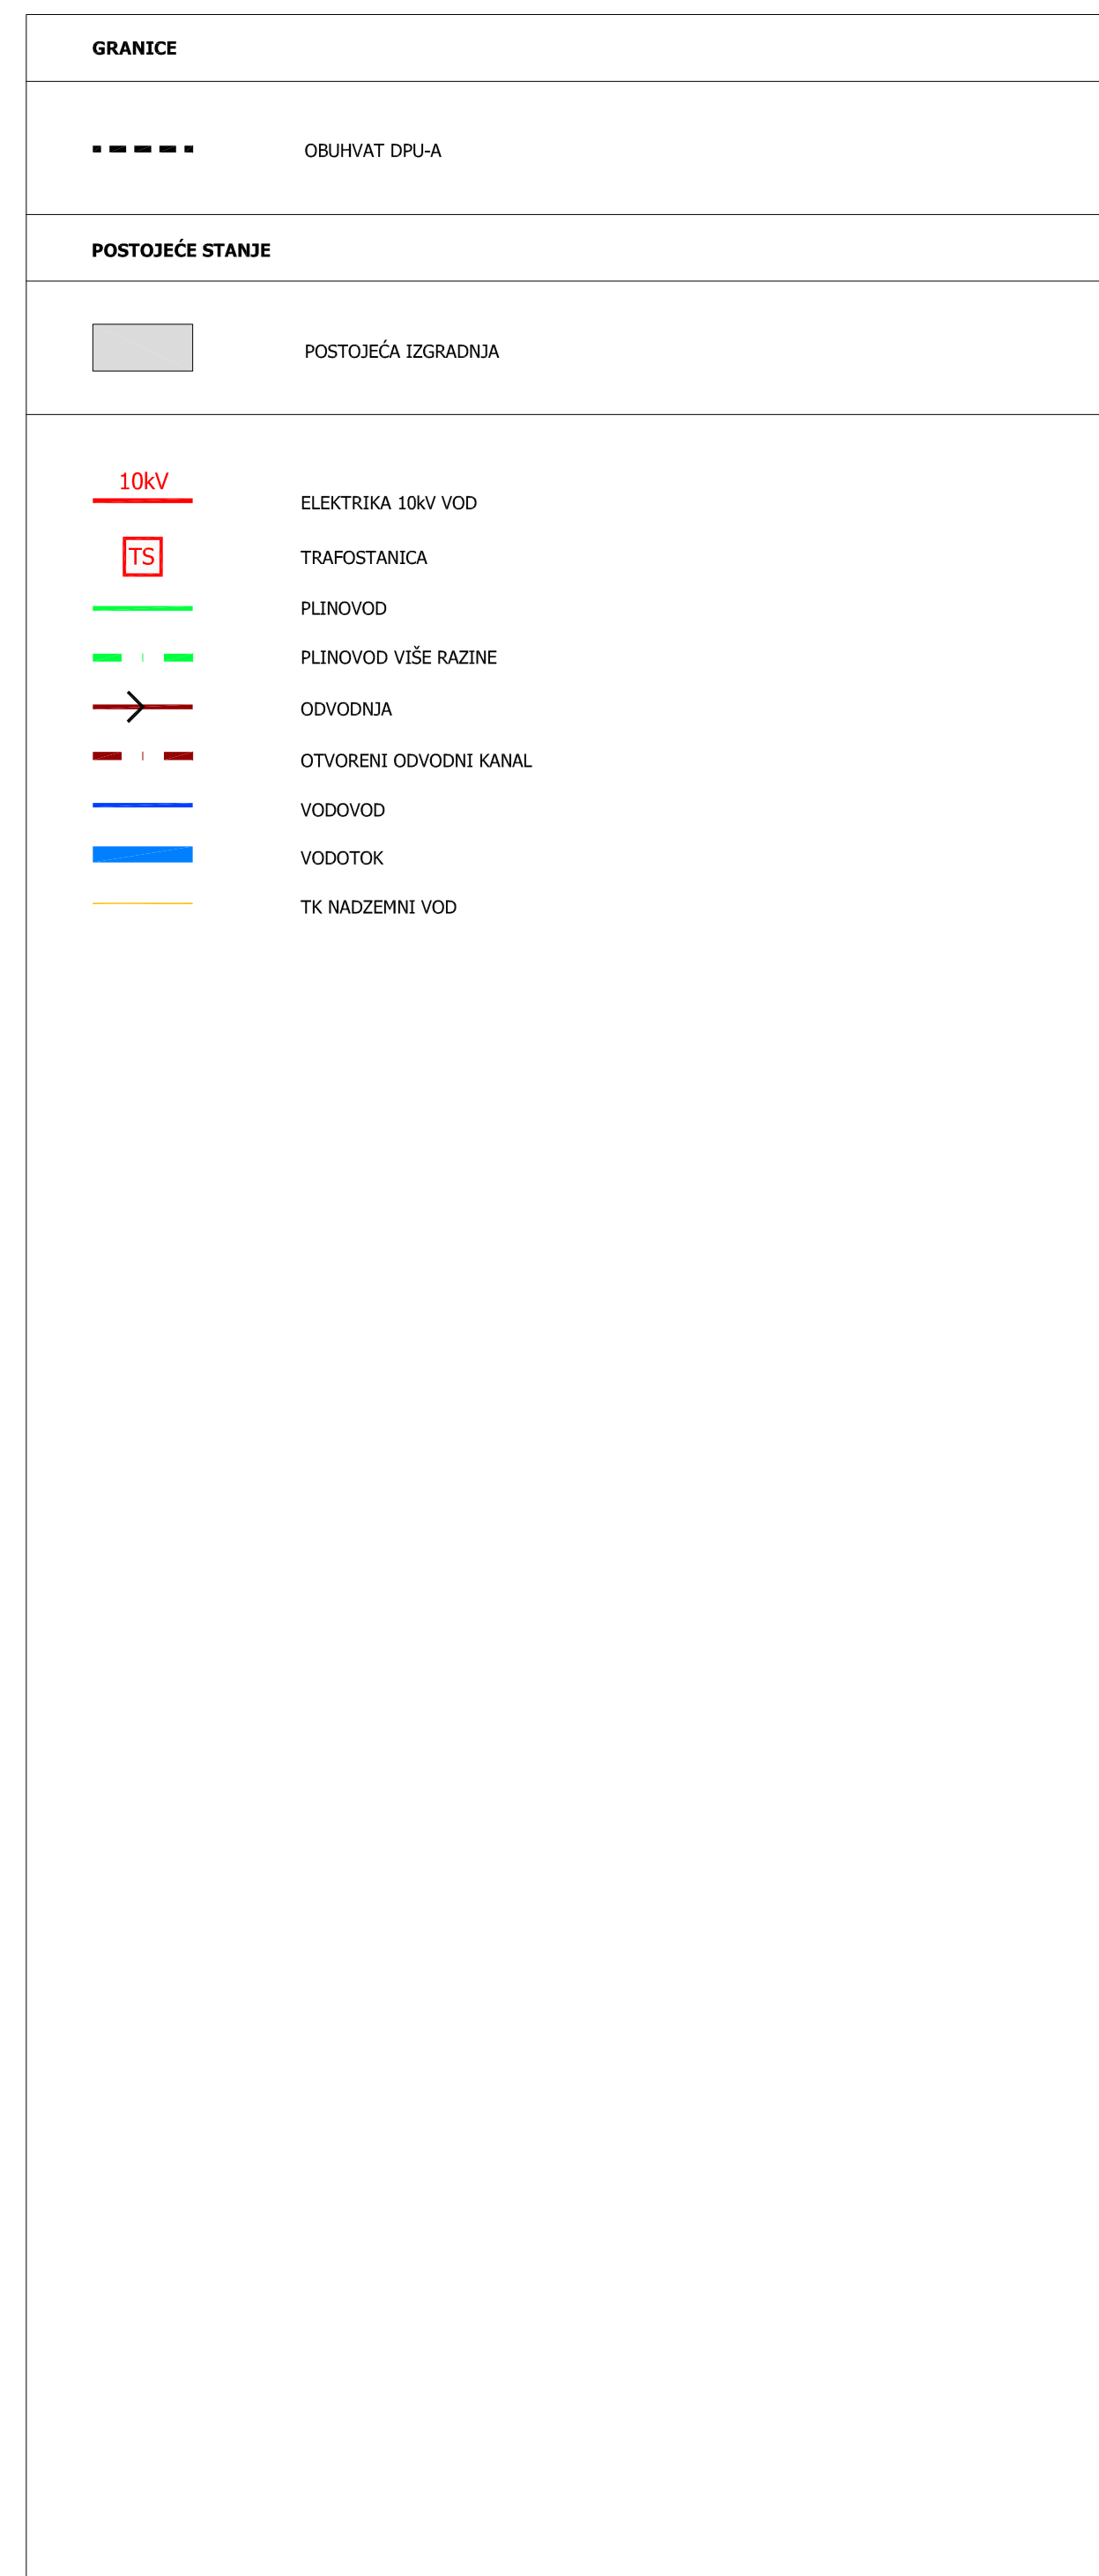 GRANICE
OBUHVAT DPU-A
POSTOJEĆE STANJE
POSTOJEĆA IZGRADNJA
10kV
ELEKTRIKA 10kV VOD
TS
TRAFOSTANICA
PLINOVOD
PLINOVOD VIŠE RAZINE
ODVODNJA
OTVORENI ODVODNI KANAL
VODOVOD
VODOTOK
TK NADZEMNI VOD